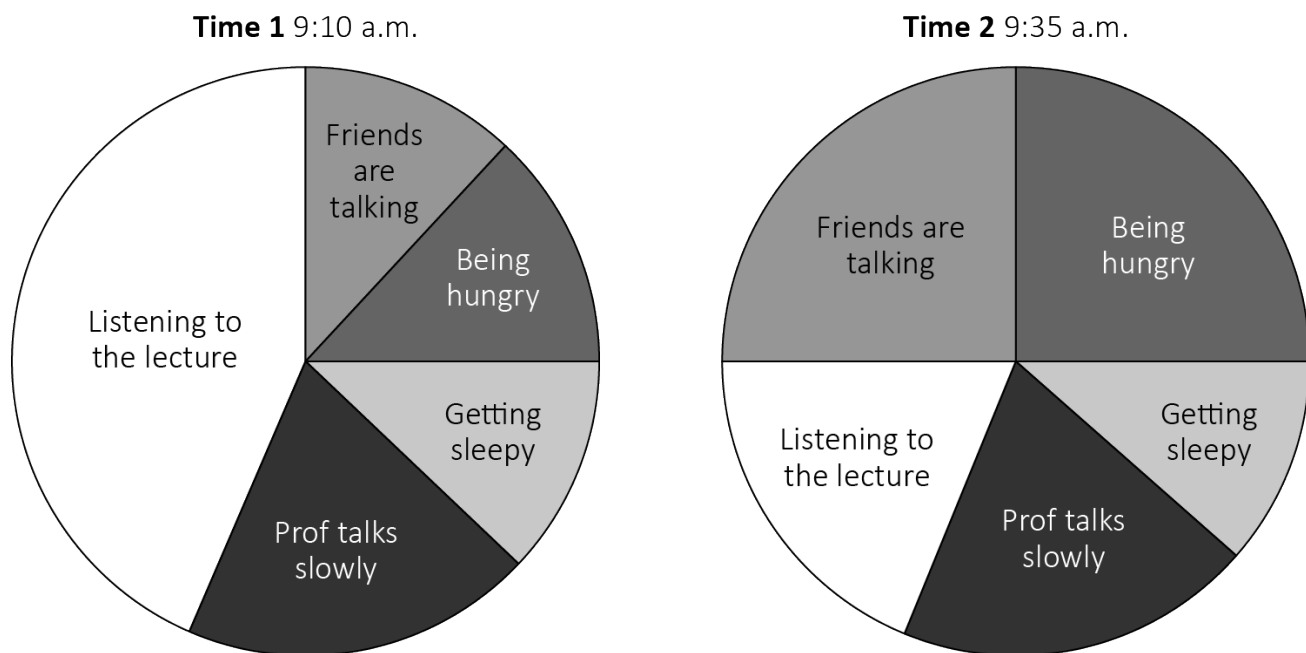 Time 1 9:10 a.m.
Friends
are
talking
Being
hungry
Listening to
the lecture
Getting
sleepy
Prof talks
slowly
Time 2 9:35 a.m.
Friends are
talking
Being
hungry
Listening to
the lecture
Getting
sleepy
Prof talks
slowly